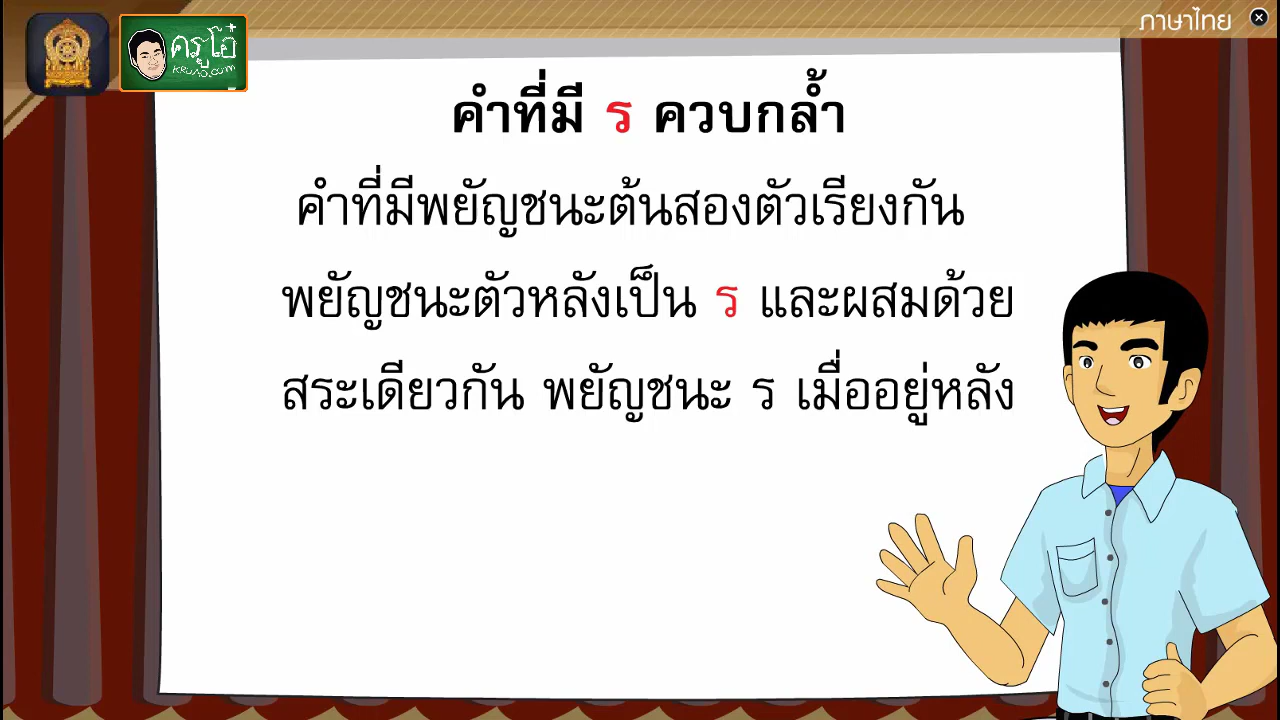 ภาษาไทย
ครูโอ๋
KRUAO.COM
คำที่มี ร ควบกล้ำ
คำที่มีพยัญชนะต้นสองตัวเรียงกัน
พยัญชนะตัวหลังเป็น ร และผสมด้วย
สระเดียวกัน พยัญชนะ ร เมื่ออยู่หลัง